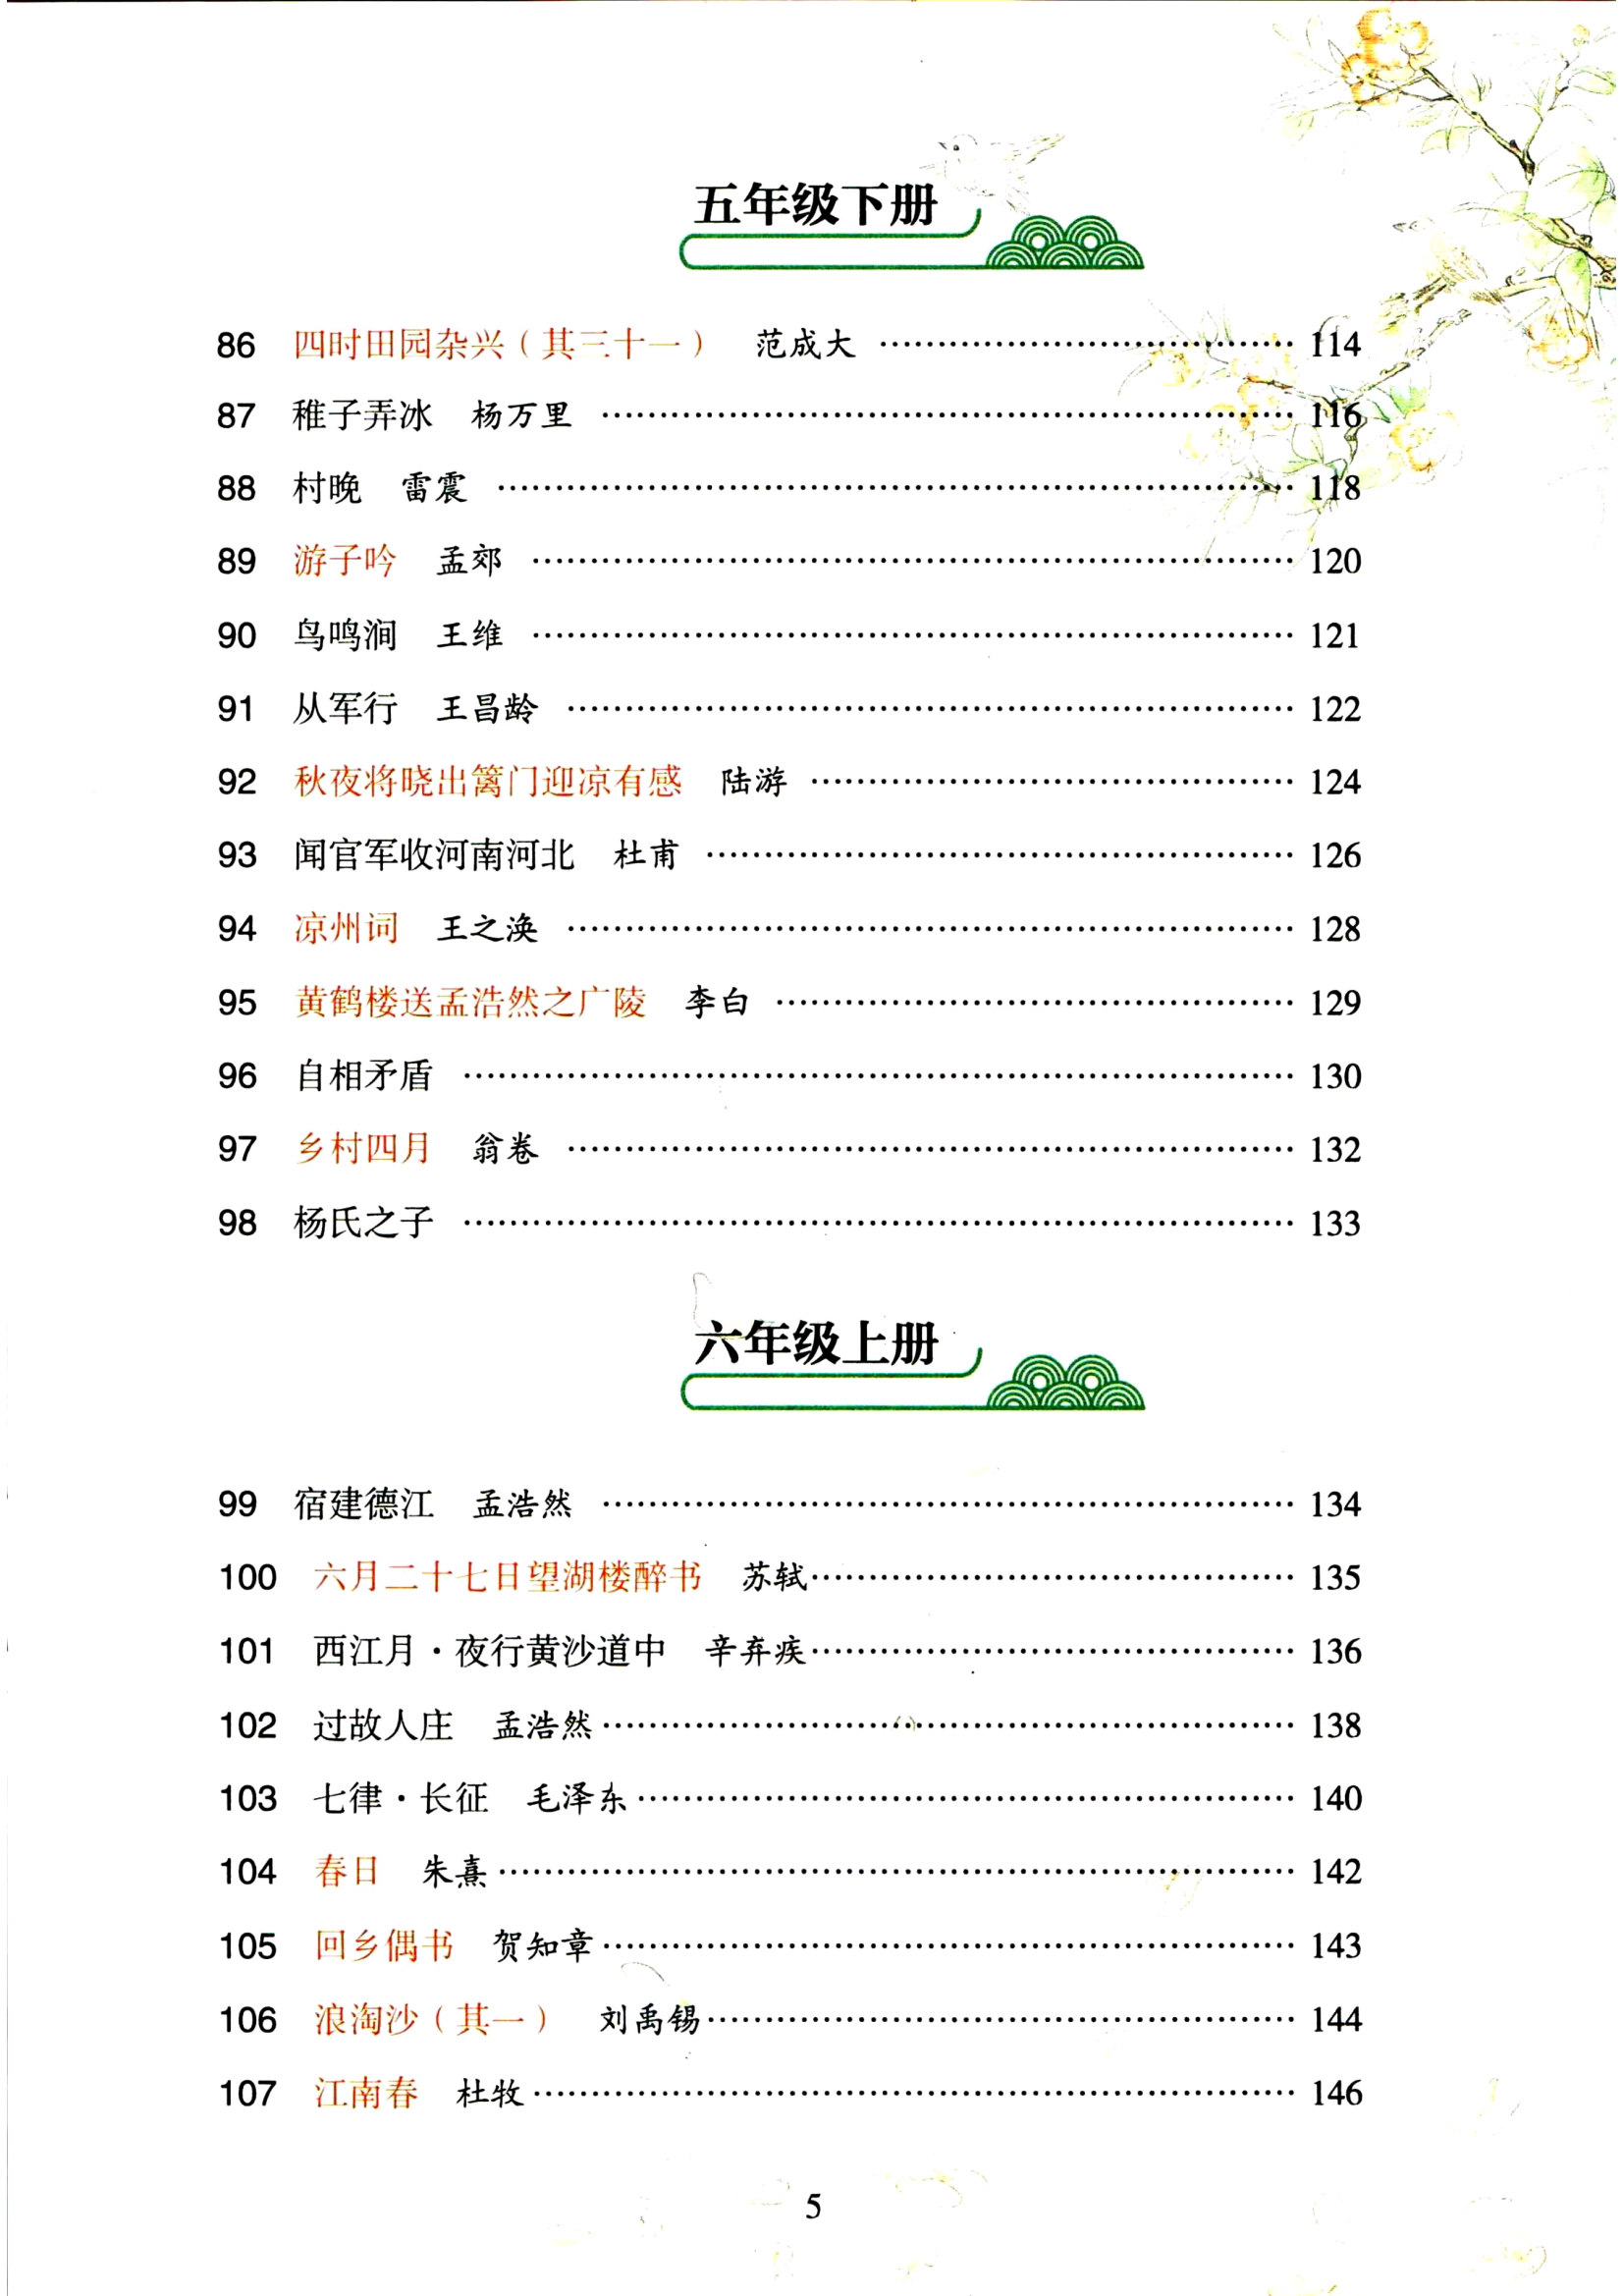 五年级下册
86 四时田园杂兴（其三十一） 范成大 …… 114
87 稚子弄冰 杨万里 …… 116
88 村晚 雷震 …… 118
89 游子吟 孟郊 …… 120
90 鸟鸣涧 王维 …… 121
91 从军行 王昌龄 …… 122
92 秋夜将晓出篱门迎凉有感 陆游 …… 124
93 闻官军收河南河北 杜甫 …… 126
94 凉州词 王之涣 …… 128
95 黄鹤楼送孟浩然之广陵 李白 …… 129
96 自相矛盾 …… 130
97 乡村四月 翁卷 …… 132
98 杨氏之子 …… 133
六年级上册
99 宿建德江 孟浩然 …… 134
100 六月二十七日望湖楼醉书 苏轼 …… 135
101 西江月·夜行黄沙道中 辛弃疾 …… 136
102 过故人庄 孟浩然 …… 138
103 七律·长征 毛泽东 …… 140
104 春日 朱熹 …… 142
105 回乡偶书 贺知章 …… 143
106 浪淘沙（其一） 刘禹锡 …… 144
107 江南春 杜牧 …… 146
5